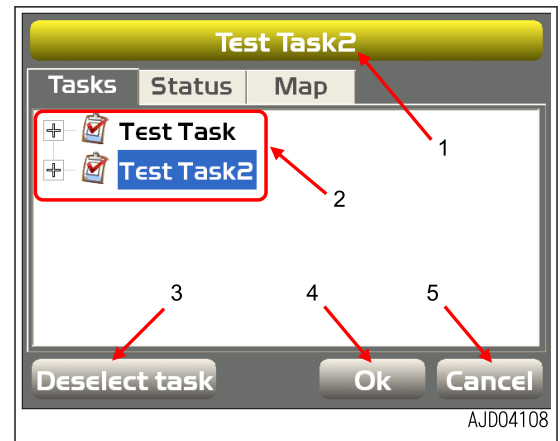 Test Task2
Tasks Status Map
Test Task
1
Test Task2
2
3 4 5
Deselect task Ok Cancel
AJD04108